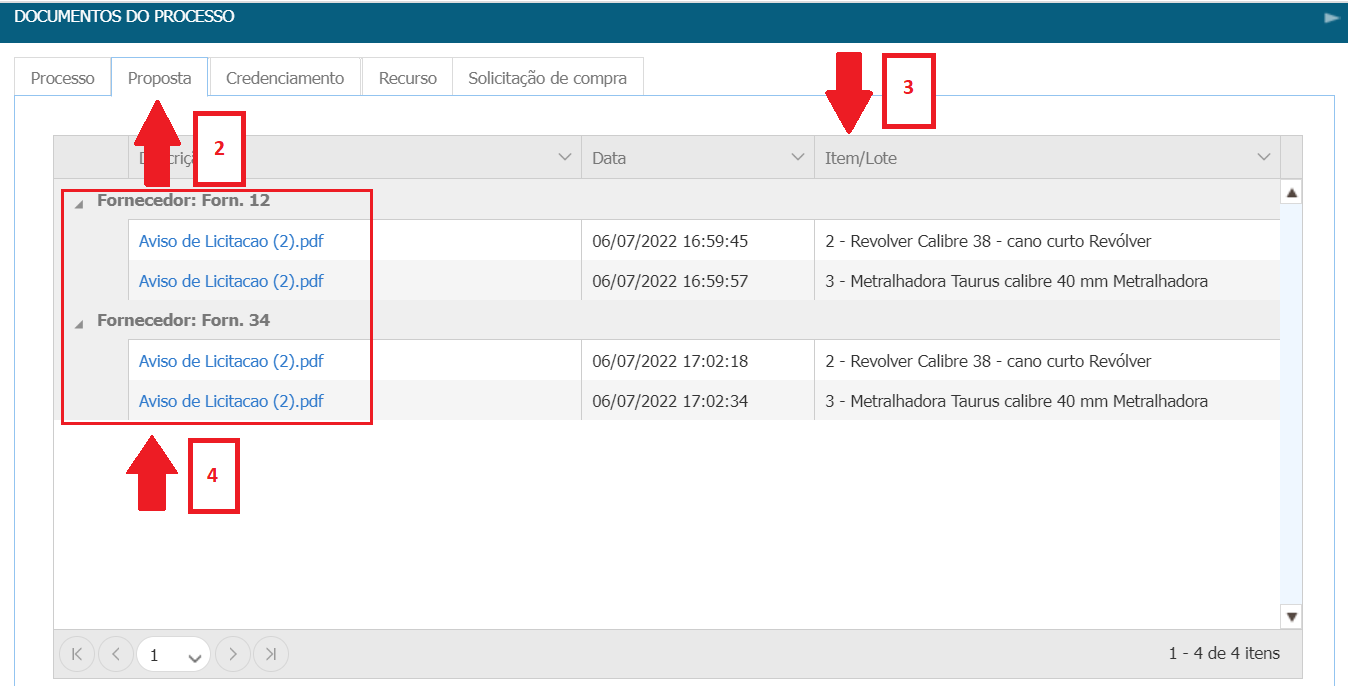 DOCUMENTOS DO PROCESSO
Processo Proposta Credenciamento Recurso Solicitação de compra
3
2
Data Item/Lote
Fornecedor: Forn. 12
Aviso de Licitacao (2).pdf 06/07/2022 16:59:45 2 - Revolver Calibre 38 - cano curto Revólver
Aviso de Licitacao (2).pdf 06/07/2022 16:59:57 3 - Metralhadora Taurus calibre 40 mm Metralhadora
Fornecedor: Forn. 34
Aviso de Licitacao (2).pdf 06/07/2022 17:02:18 2 - Revolver Calibre 38 - cano curto Revólver
Aviso de Licitacao (2).pdf 06/07/2022 17:02:34 3 - Metralhadora Taurus calibre 40 mm Metralhadora
4
1 1 - 4 de 4 itens